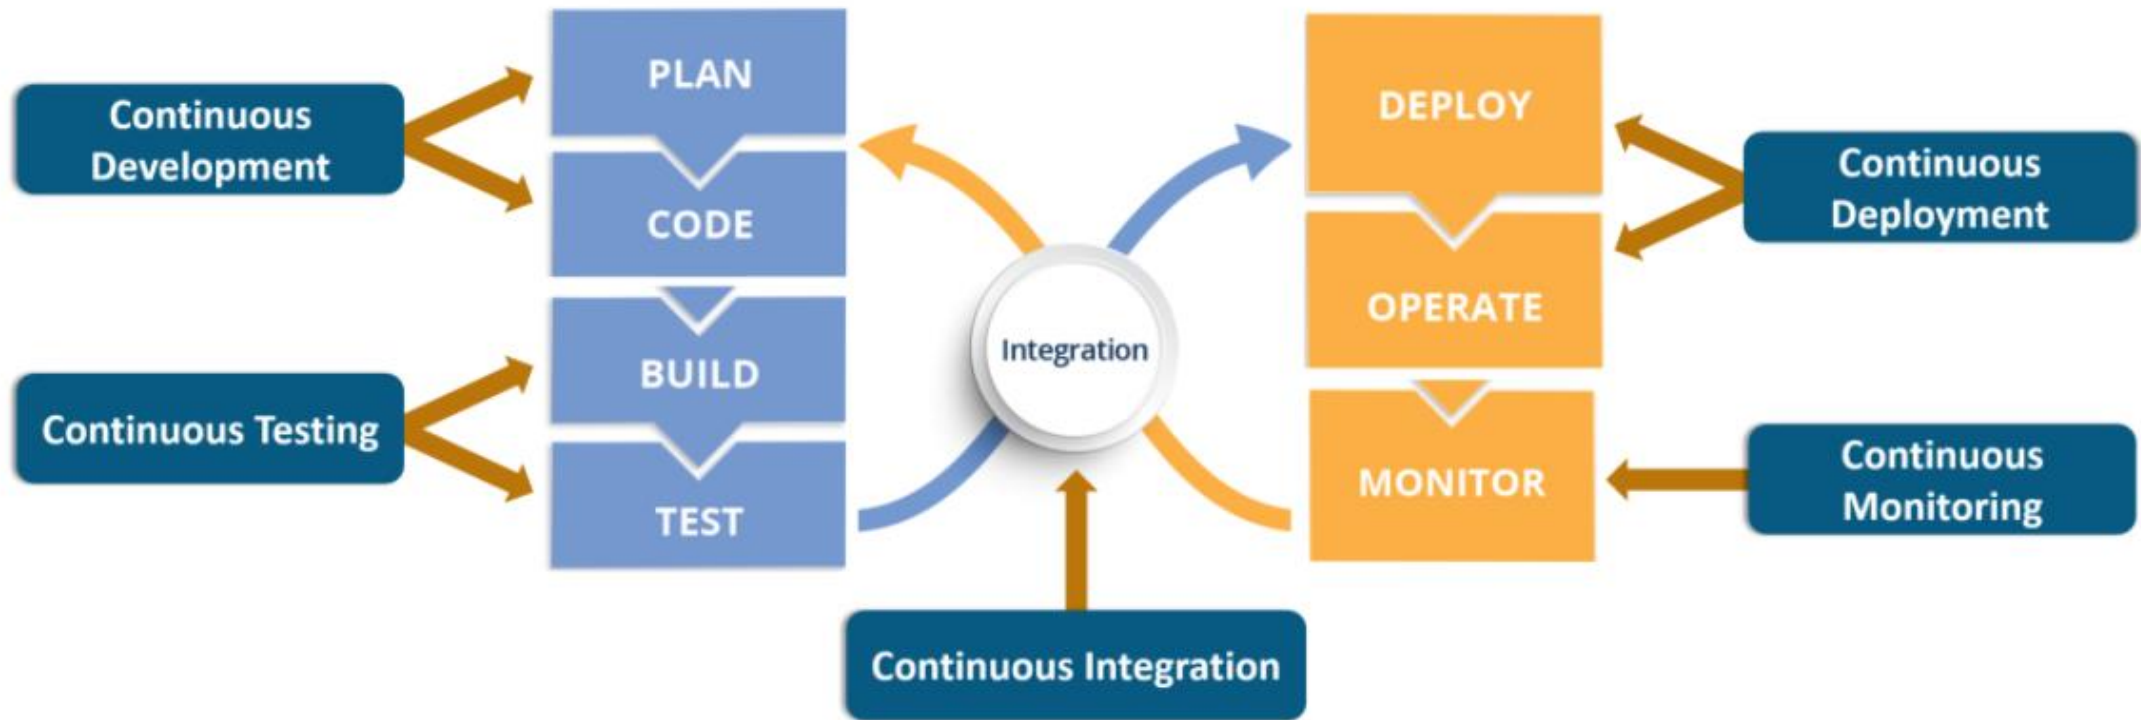 Continuous
Development
Continuous Testing
PLAN
CODE
BUILD
TEST
Integration
Continuous Integration
DEPLOY
OPERATE
MONITOR
Continuous
Deployment
Continuous
Monitoring